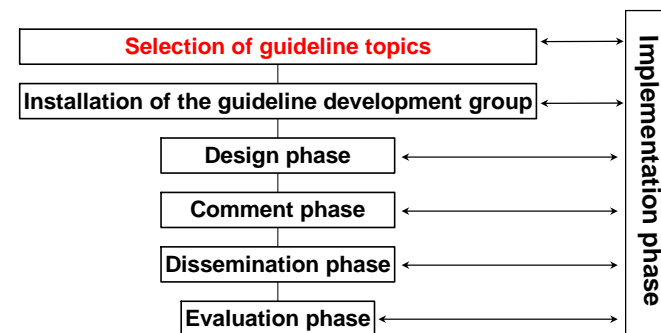 Selection of guideline topics
Installation of the guideline development group
Design phase
Comment phase
Dissemination phase
Evaluation phase
Implementation phase